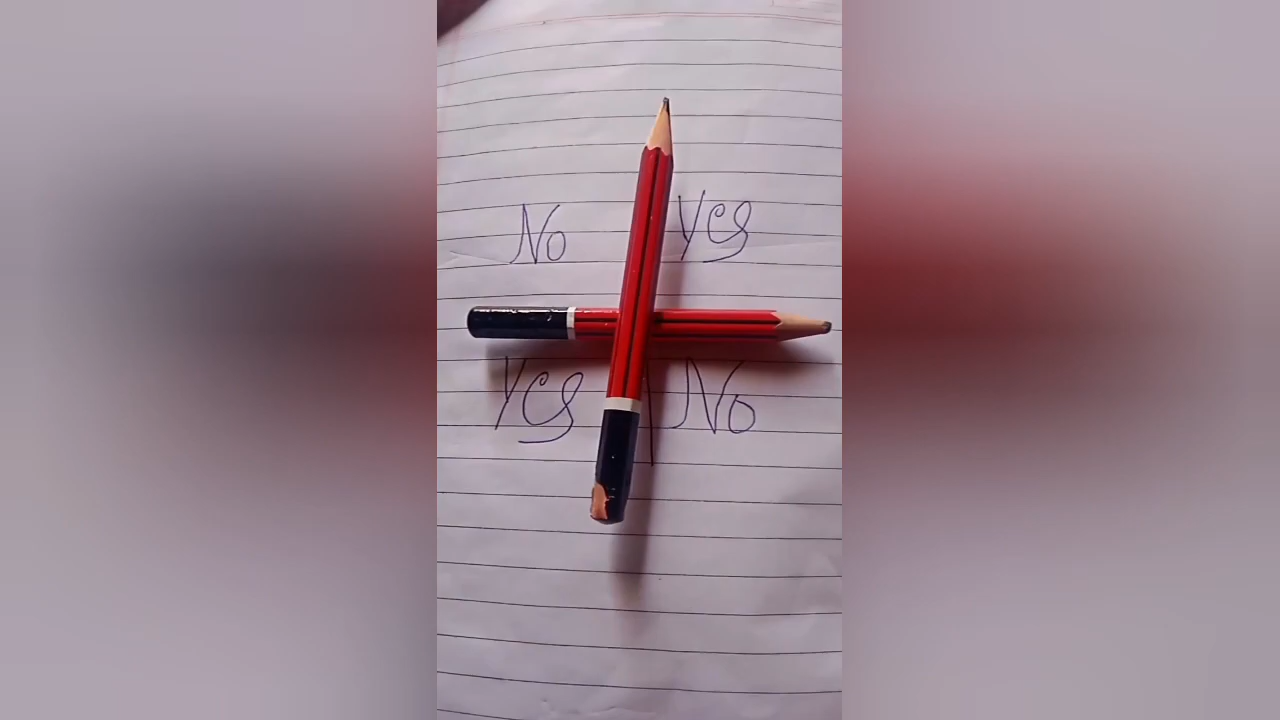 No Yes
Yes No